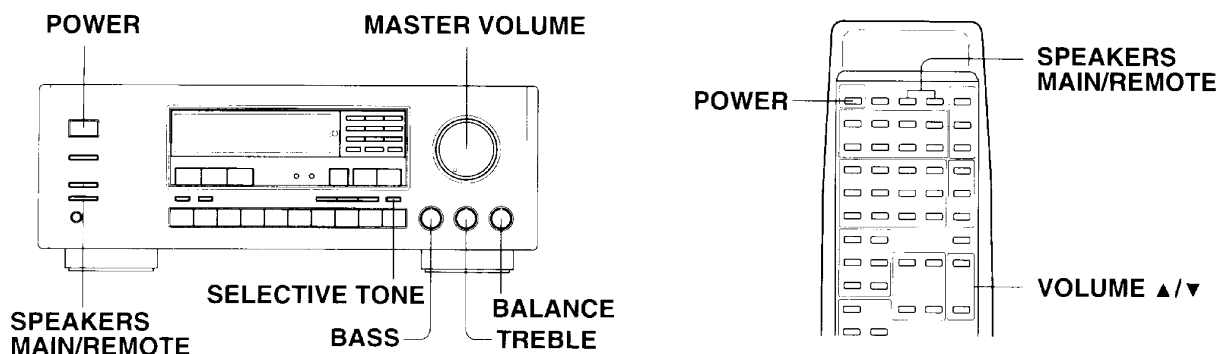 POWER
MASTER VOLUME
SELECTIVE TONE
SPEAKERS
MAIN/REMOTE
BASS
BALANCE
TREBLE
SPEAKERS
MAIN/REMOTE
POWER
VOLUME ▲/▼